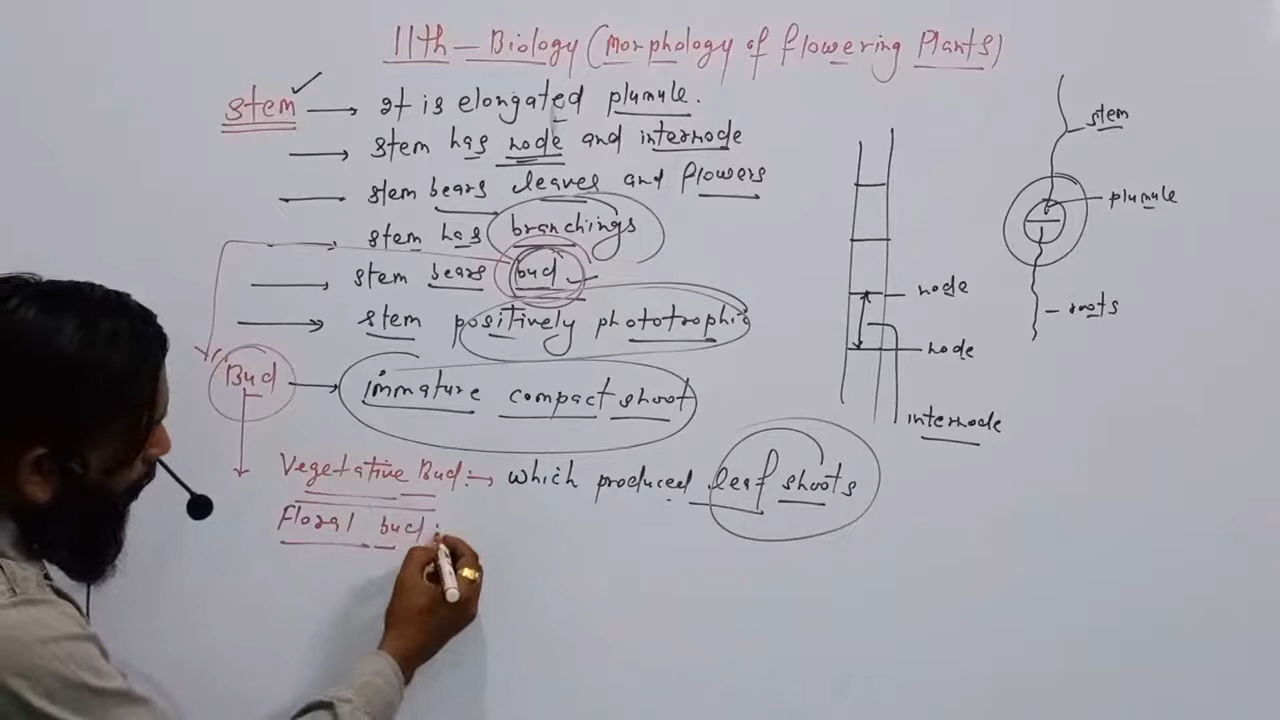 11th - Biology (Morphology of flowering Plants)
stem → It is elongated plumule.
→ stem has node and internode
→ stem bears leaves and flowers
→ stem has branchings
→ stem bears bud
→ stem positively phototrophic
Bud → immature compact shoot
Vegetative Bud:→ which produced leaf shoots
Floral bud:
node
node
internode
stem
plumule
roots